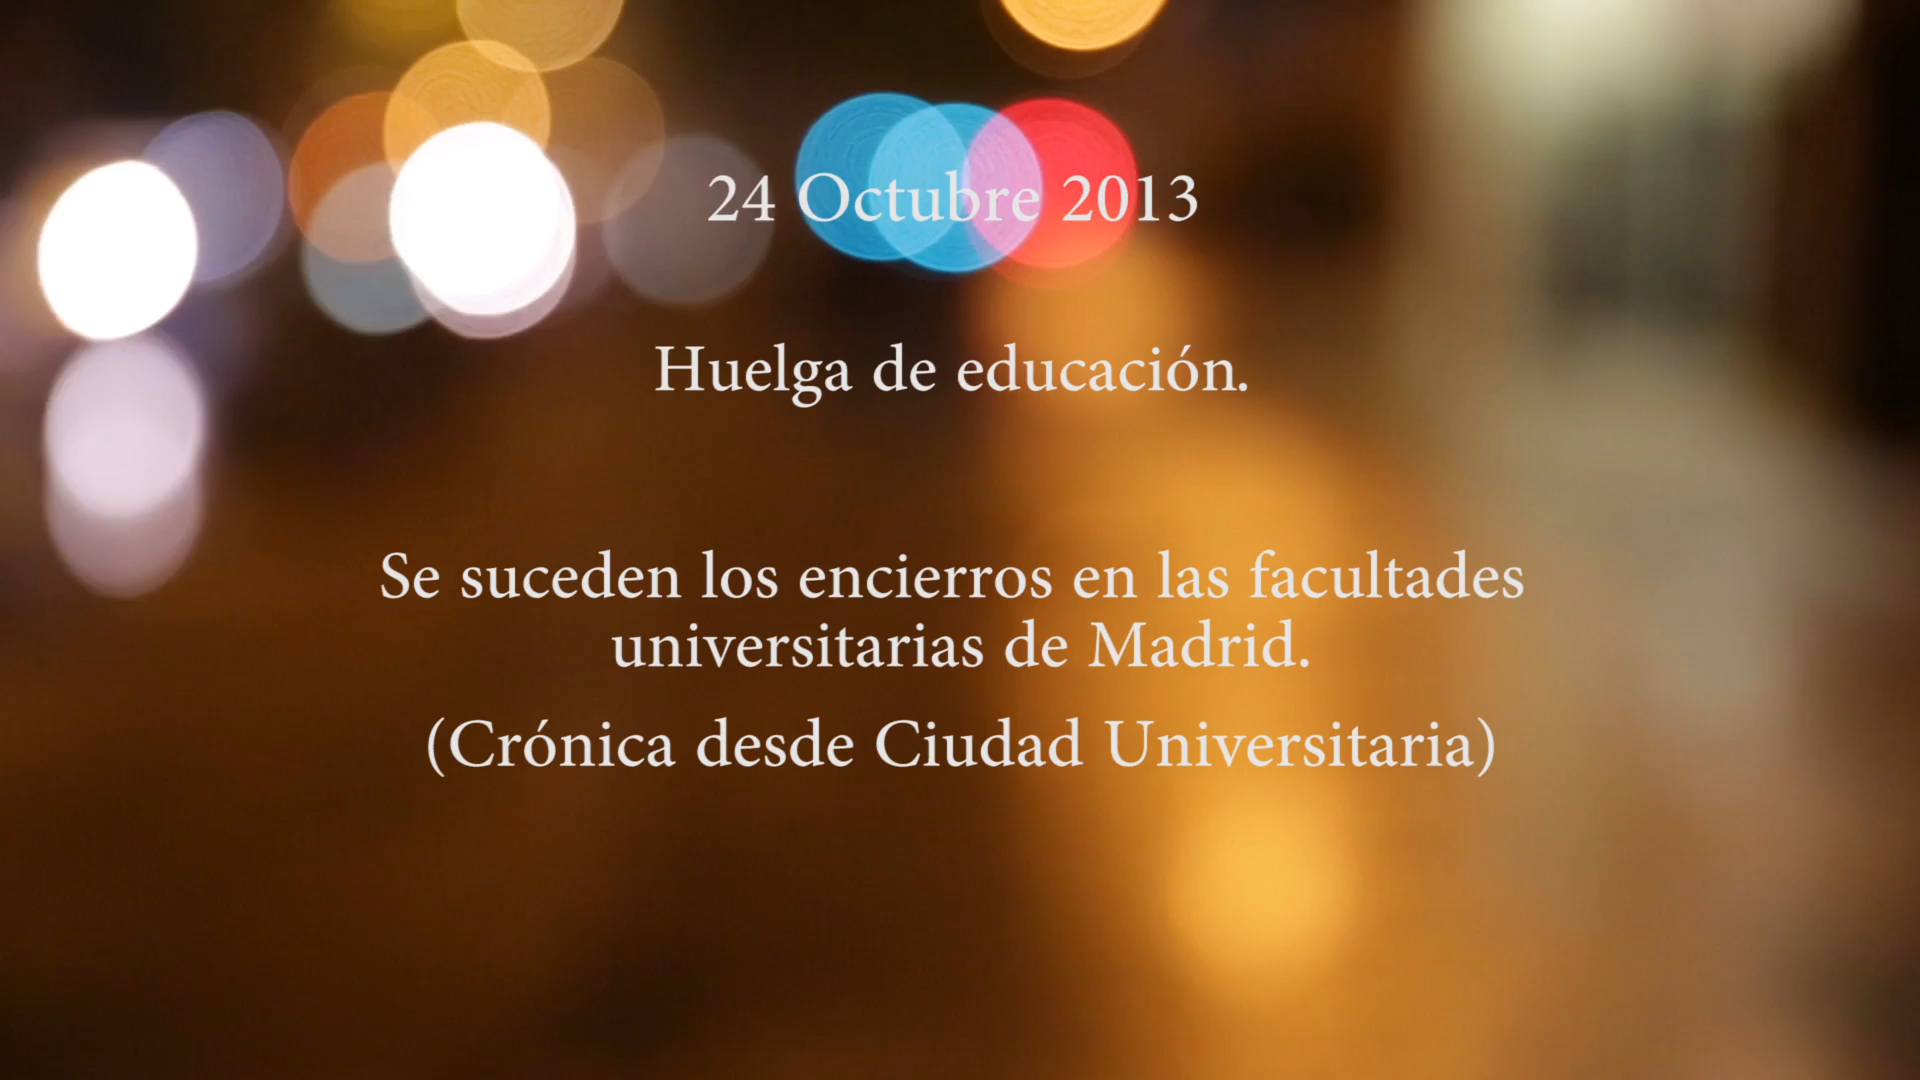 24 Octubre 2013
Huelga de educación.
Se suceden los encierros en las facultades
universitarias de Madrid.
(Crónica desde Ciudad Universitaria)